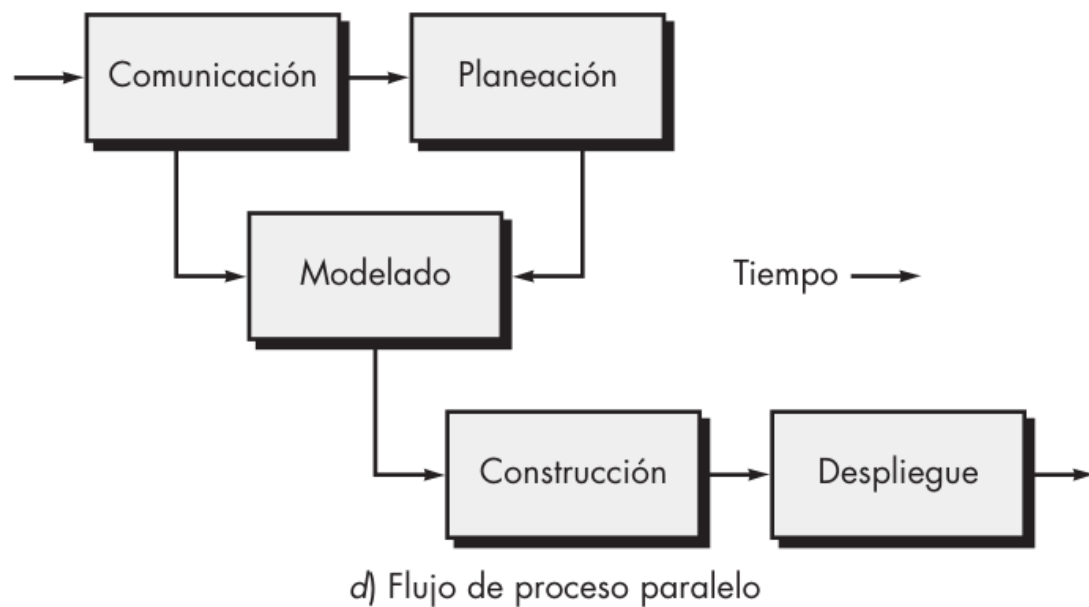 Comunicación
Planeación
Modelado
Tiempo
Construcción
Despliegue
d) Flujo de proceso paralelo